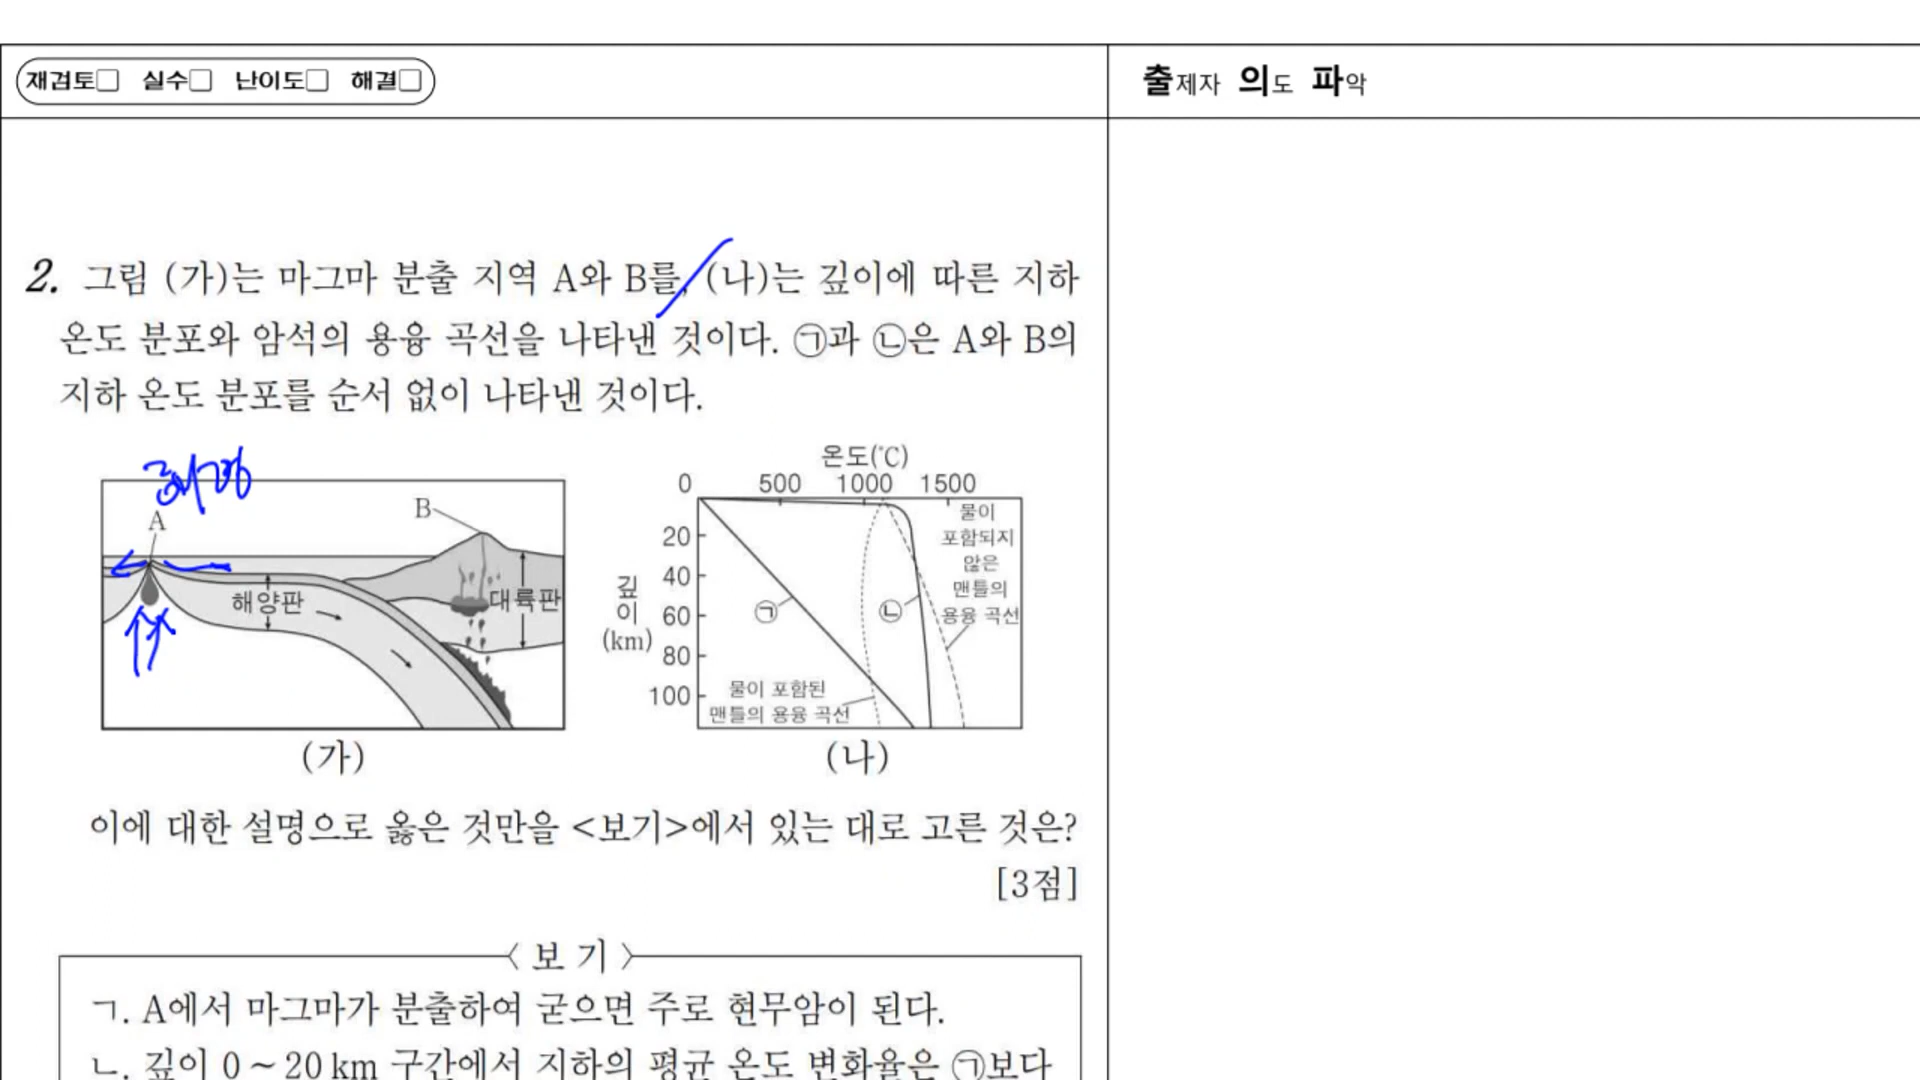 재검토□ 실수□ 난이도□ 해결□
출제자 의도 파악
2. 그림 (가)는 마그마 분출 지역 A와 B를, (나)는 깊이에 따른 지하
온도 분포와 암석의 용융 곡선을 나타낸 것이다. ㉠과 ㉡은 A와 B의
지하 온도 분포를 순서 없이 나타낸 것이다.
해령
A
B
해양판
대륙판
(가)
온도(℃)
0 500 1000 1500
깊이
(km)
20
40
60
80
100
㉠
㉡
물이
포함되지
않은
맨틀의
용융 곡선
물이 포함된
맨틀의 용융 곡선
(나)
이에 대한 설명으로 옳은 것만을 <보기>에서 있는 대로 고른 것은?
[3점]
〈보 기〉
ㄱ. A에서 마그마가 분출하여 굳으면 주로 현무암이 된다.
ㄴ. 깊이 0 ~ 20 km 구간에서 지하의 평균 온도 변화율은 ㉠보다